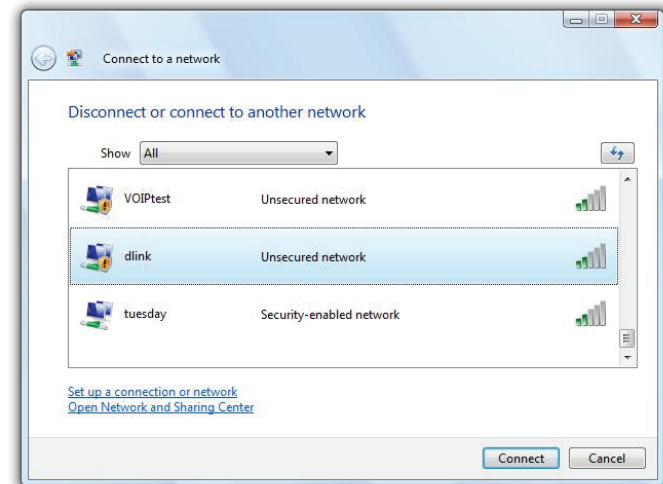 Connect to a network
Disconnect or connect to another network
Show All
VOIPtest Unsecured network
dlink Unsecured network
tuesday Security-enabled network
Set up a connection or network
Open Network and Sharing Center
Connect Cancel